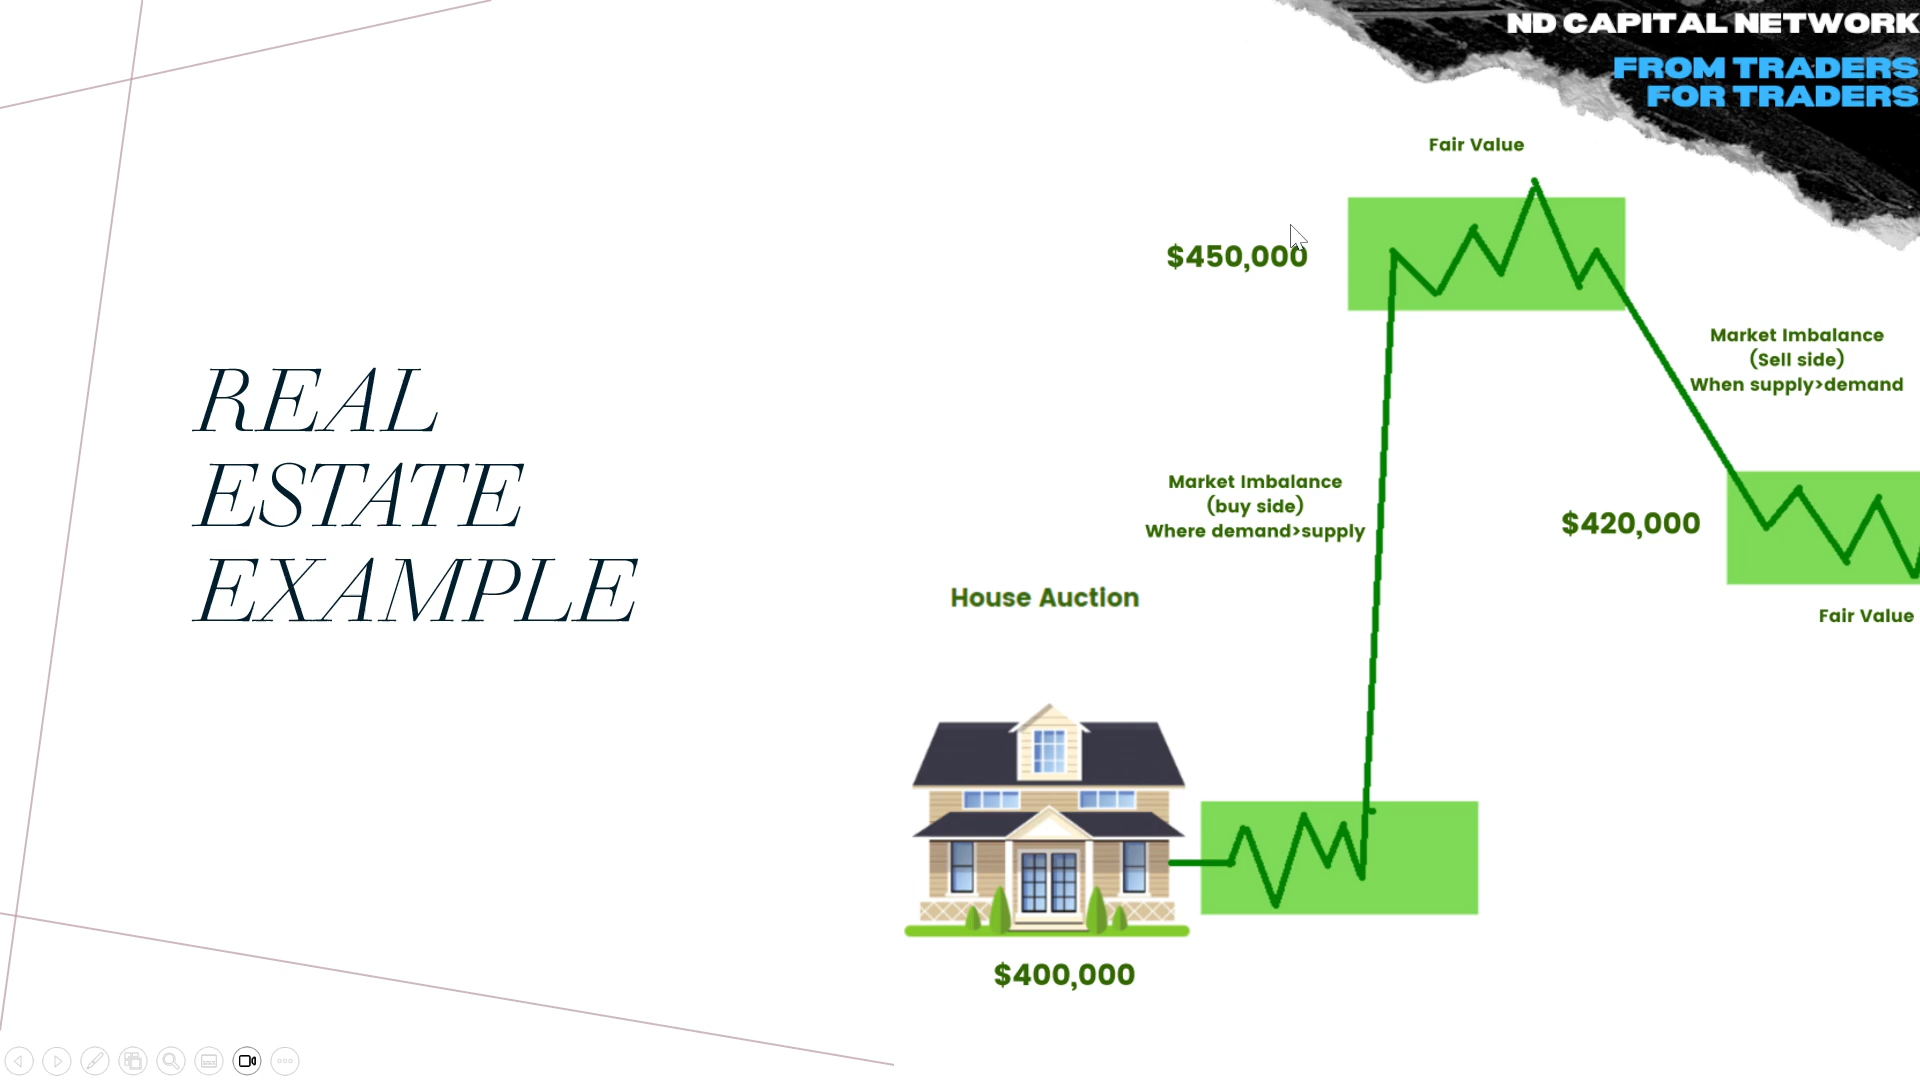 ND CAPITAL NETWORK
FROM TRADERS
FOR TRADERS
REAL
ESTATE
EXAMPLE
Fair Value
$450,000
Market Imbalance
(Sell side)
When supply>demand
Market Imbalance
(buy side)
Where demand>supply
$420,000
House Auction
Fair Value
$400,000